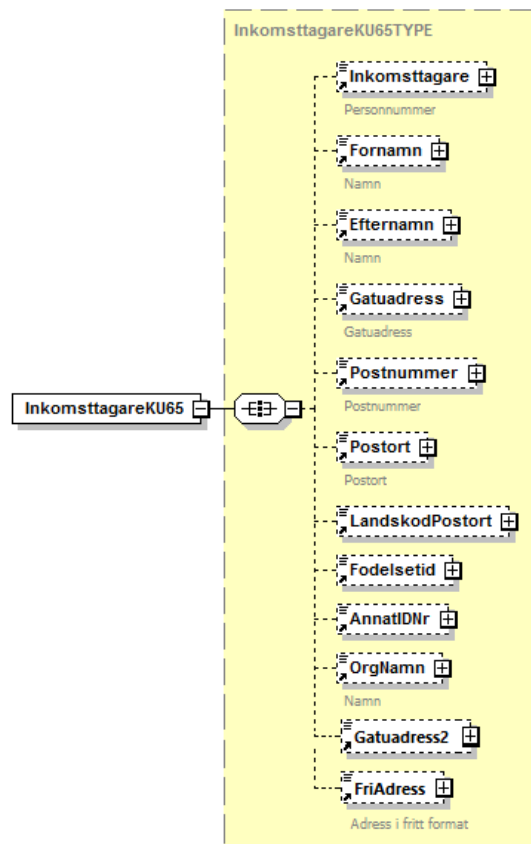 InkomsttagareKU65TYPE
Inkomsttagare
Personnummer
Fornamn
Namn
Efternamn
Namn
Gatuadress
Gatuadress
Postnummer
Postnummer
InkomsttagareKU65
Postort
Postort
LandskodPostort
Fodelsetid
AnnatIDNr
OrgNamn
Namn
Gatuadress2
FriAdress
Adress i fritt format